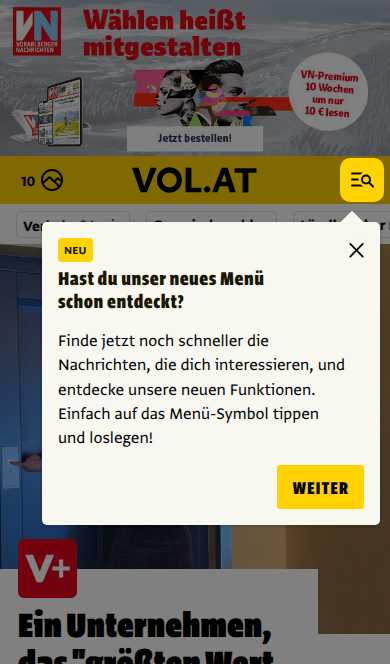 VN
VORARLBERGER
NACHRICHTEN
Wählen heißt
mitgestalten
VN-Premium
10 Wochen
um nur
10 € lesen
Jetzt bestellen!
10
VOL.AT
NEU
Hast du unser neues Menü
schon entdeckt?
Finde jetzt noch schneller die
Nachrichten, die dich interessieren, und
entdecke unsere neuen Funktionen.
Einfach auf das Menü-Symbol tippen
und loslegen!
WEITER
V+
Ein Unternehmen,
das "größten Wert